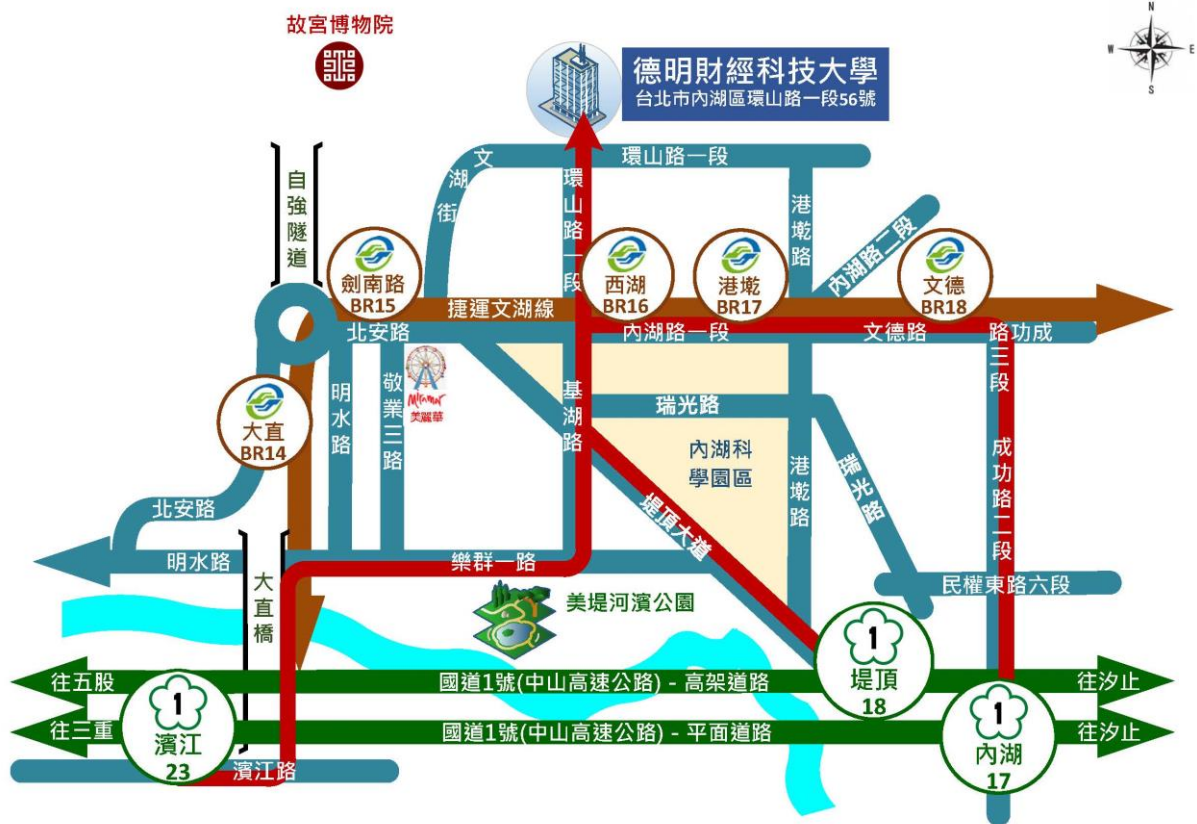 故宮博物院
N
W
E
S
德明財經科技大學
台北市內湖區環山路一段56號
文湖街
環山路一段
自強隧道
環山路一段
港墘路
內湖路二段
劍南路
BR15
西湖
BR16
港墘
BR17
文德
BR18
捷運文湖線
北安路
內湖路一段
文德路
路功成
路三段
明水路
敬業三路
Miramar
美麗華
基湖路
瑞光路
大直
BR14
內湖科
學園區
港墘路
瑞光路
成功路二段
北安路
堤頂大道
明水路
樂群一路
民權東路六段
大直橋
美堤河濱公園
往五股
國道1號(中山高速公路) - 高架道路
1
堤頂
18
往汐止
往三重
1
濱江
23
國道1號(中山高速公路) - 平面道路
1
內湖
17
往汐止
濱江路